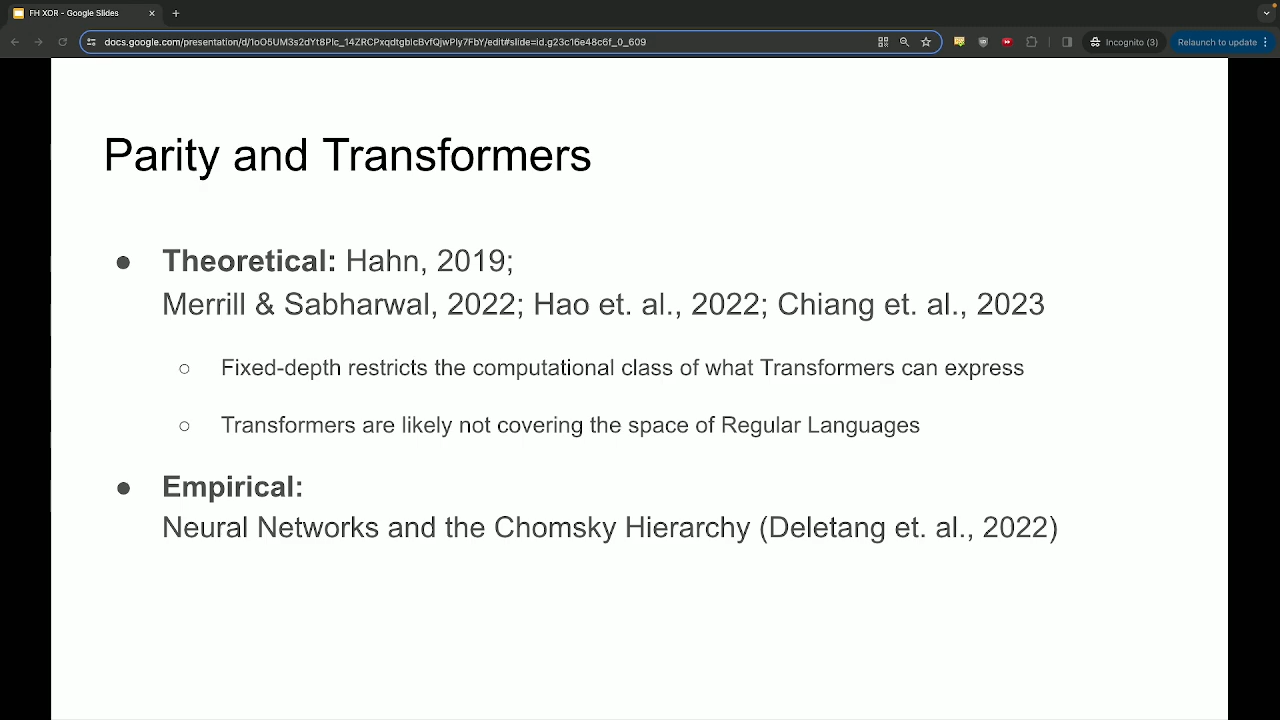 FH XOR - Google Slides
docs.google.com/presentation/d/1oO5UM3s2dYt8Plc_14ZRCPxqdtgblcBvfQjwPly7FbY/edit#slide=id.g23c16e48c6f_0_609
Incognito (3)
Relaunch to update
Parity and Transformers
● Theoretical: Hahn, 2019;
Merrill & Sabharwal, 2022; Hao et. al., 2022; Chiang et. al., 2023
○ Fixed-depth restricts the computational class of what Transformers can express
○ Transformers are likely not covering the space of Regular Languages
● Empirical:
Neural Networks and the Chomsky Hierarchy (Deletang et. al., 2022)